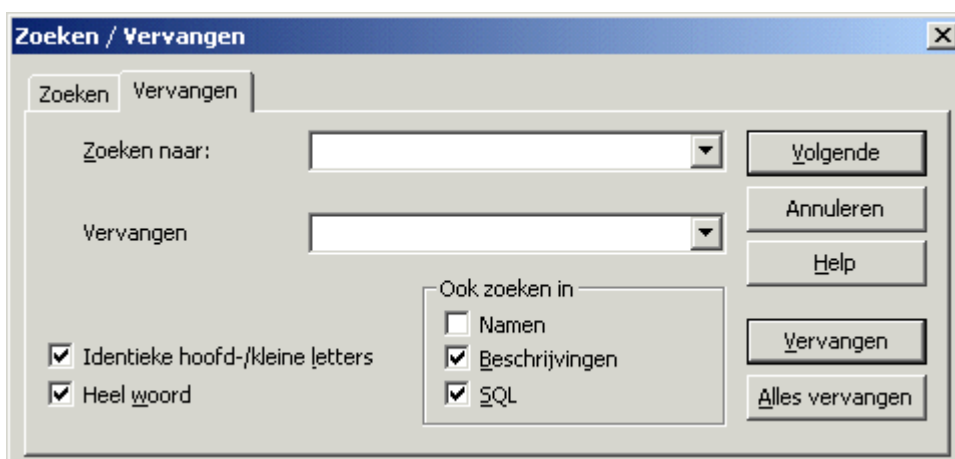 Zoeken / Vervangen
Zoeken Vervangen
Zoeken naar:
Volgende
Annuleren
Vervangen
Help
Ook zoeken in
Namen
Identieke hoofd-/kleine letters
Beschrijvingen
Vervangen
Heel woord
SQL
Alles vervangen